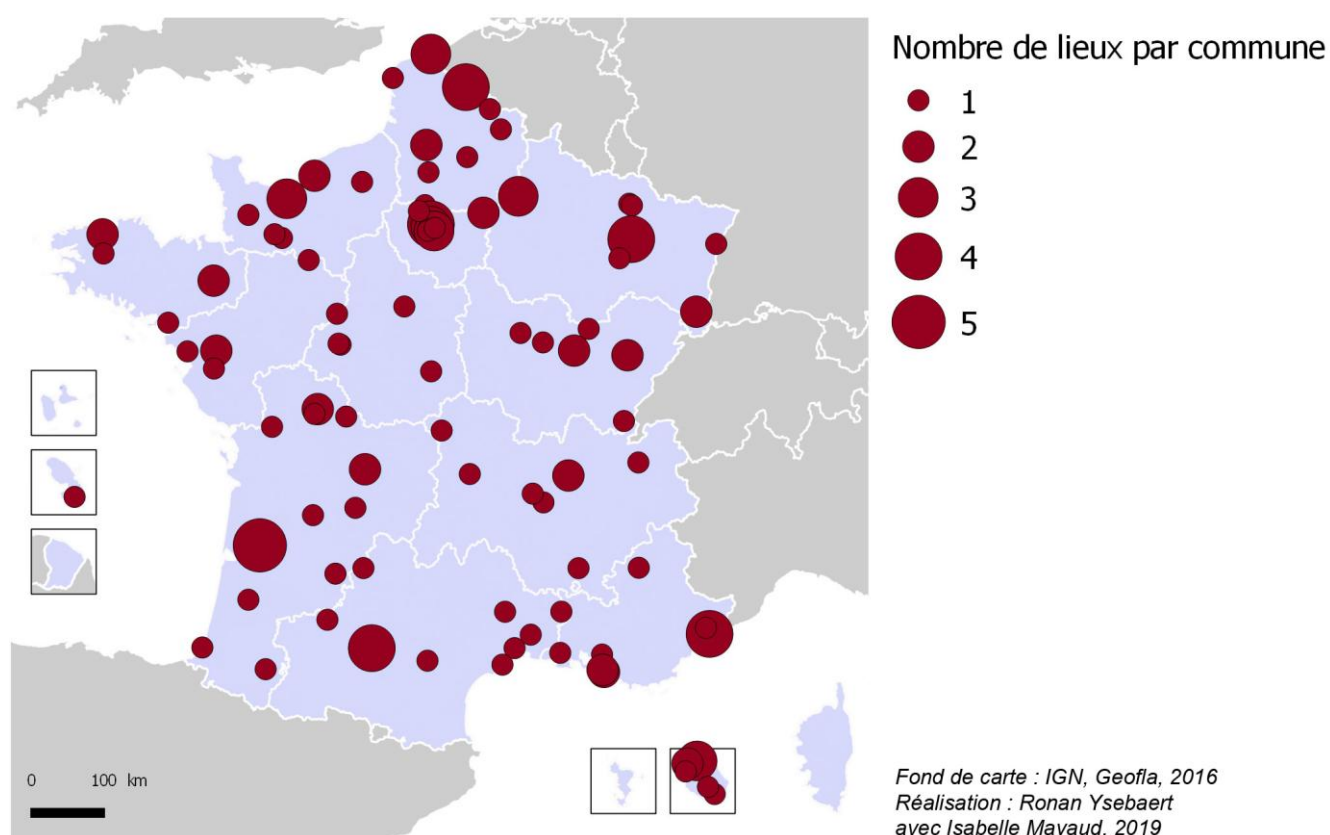 Nombre de lieux par commune
1
2
3
4
5
0 100 km
Fond de carte : IGN, Geofla, 2016
Réalisation : Ronan Ysebaert
avec Isabelle Mayaud, 2019